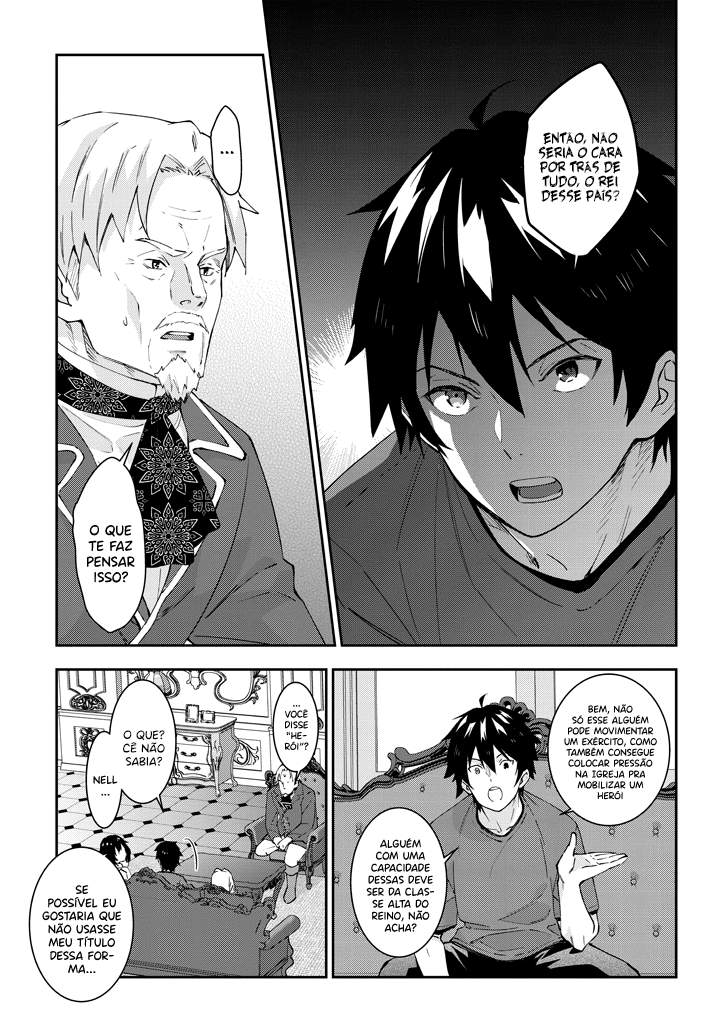 ENTÃO, NÃO
SERIA O CARA
POR TRÁS DE
TUDO, O REI
DESSE PAÍS?
...
O QUE
TE FAZ
PENSAR
ISSO?
BEM, NÃO
SÓ ESSE ALGUÉM
PODE MOVIMENTAR
UM EXÉRCITO, COMO
TAMBÉM CONSEGUE
COLOCAR PRESSÃO
NA IGREJA PRA
MOBILIZAR UM
HERÓI
ALGUÉM
COM UMA
CAPACIDADE
DESSAS DEVE
SER DA CLAS-
SE ALTA DO
REINO, NÃO
ACHA?
...
VOCÊ
DISSE
"HE-
RÓI"?
O QUE?
CÊ NÃO
SABIA?
NELL
...
SE
POSSÍVEL EU
GOSTARIA QUE
NÃO USASSE
MEU TÍTULO
DESSA FOR-
MA...